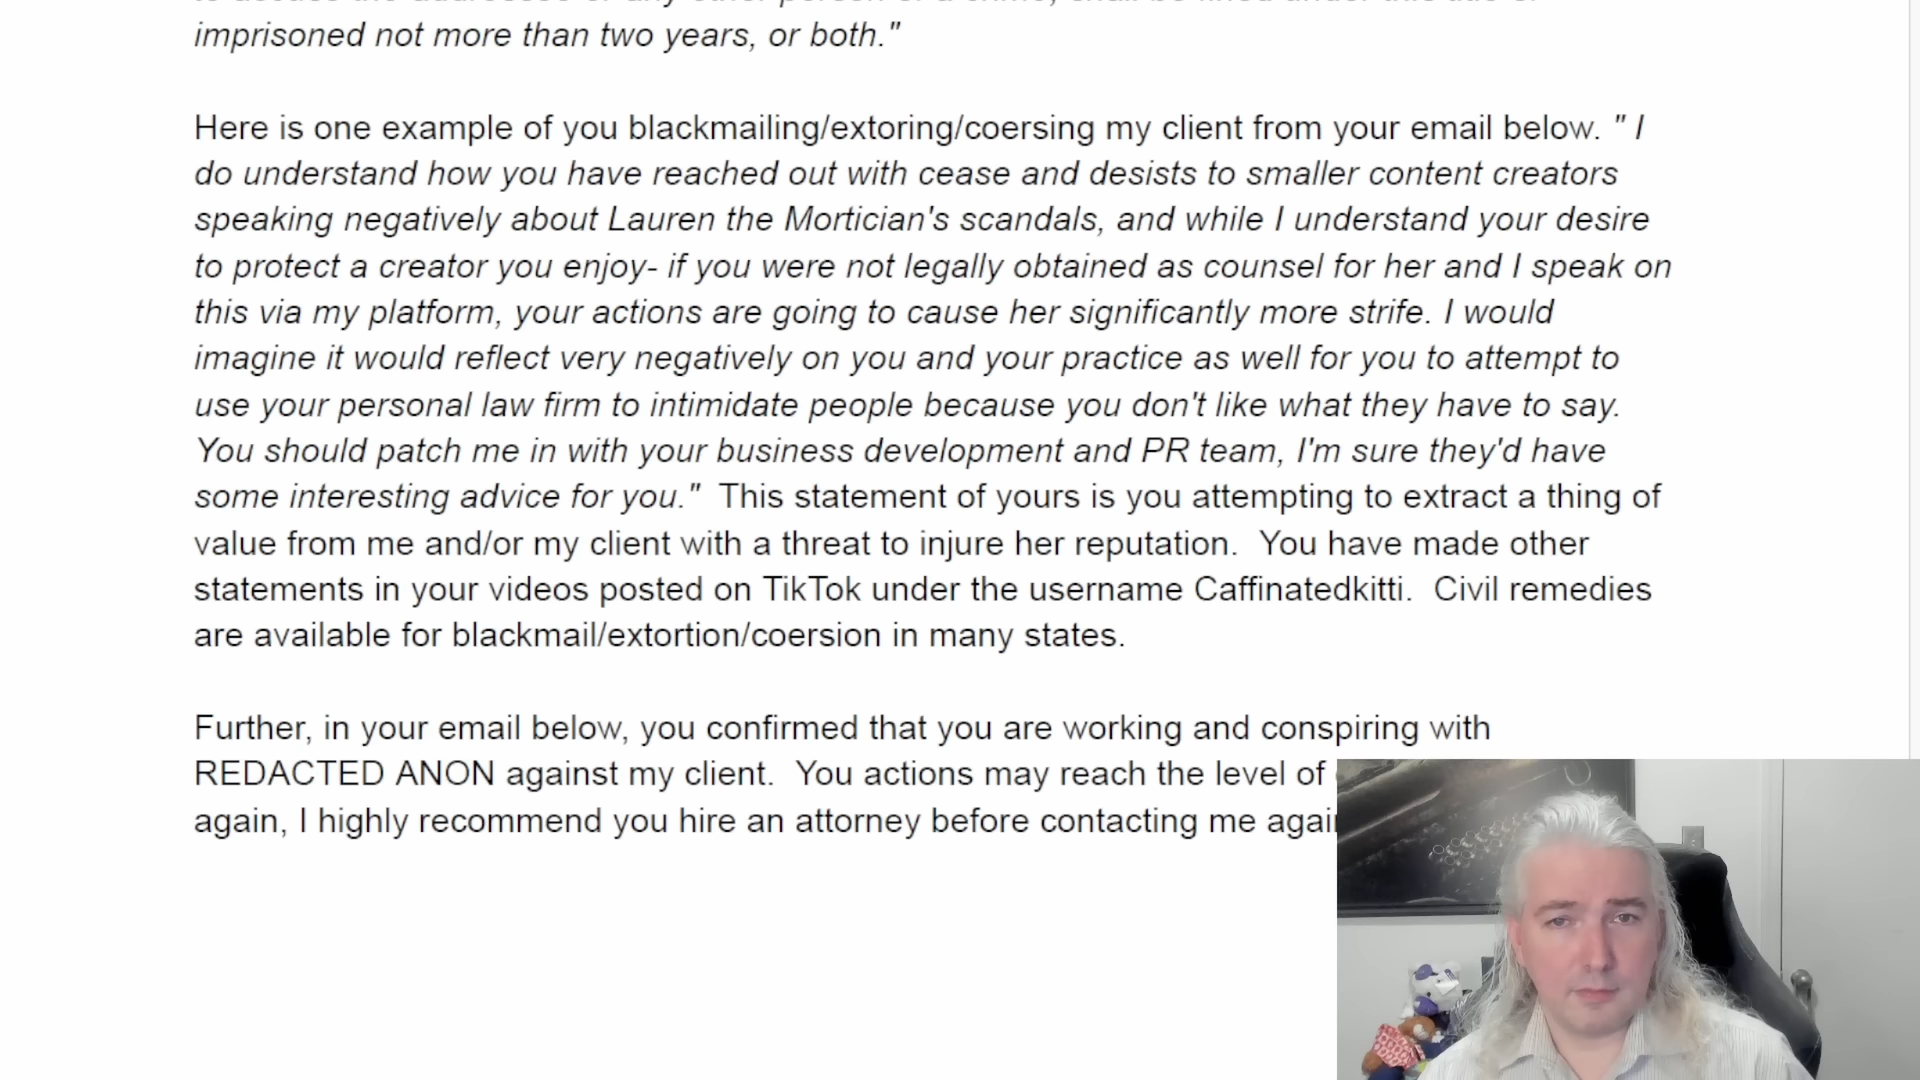 imprisoned not more than two years, or both."
Here is one example of you blackmailing/extoring/coersing my client from your email below. " I
do understand how you have reached out with cease and desists to smaller content creators
speaking negatively about Lauren the Mortician's scandals, and while I understand your desire
to protect a creator you enjoy- if you were not legally obtained as counsel for her and I speak on
this via my platform, your actions are going to cause her significantly more strife. I would
imagine it would reflect very negatively on you and your practice as well for you to attempt to
use your personal law firm to intimidate people because you don't like what they have to say.
You should patch me in with your business development and PR team, I'm sure they'd have
some interesting advice for you." This statement of yours is you attempting to extract a thing of
value from me and/or my client with a threat to injure her reputation. You have made other
statements in your videos posted on TikTok under the username Caffinatedkitti. Civil remedies
are available for blackmail/extortion/coersion in many states.
Further, in your email below, you confirmed that you are working and conspiring with
REDACTED ANON against my client. You actions may reach the level of
again, I highly recommend you hire an attorney before contacting me